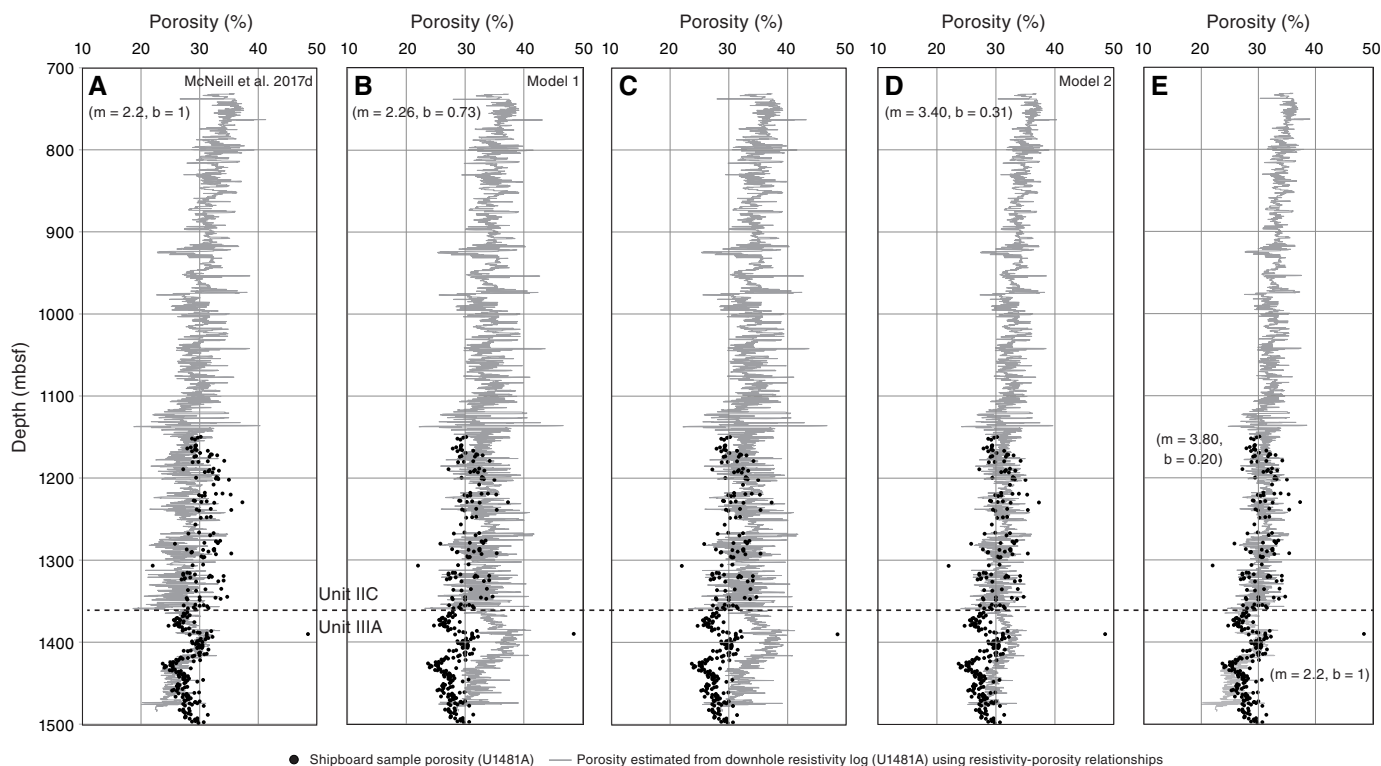 Porosity (%) Porosity (%) Porosity (%) Porosity (%) Porosity (%)
10 20 30 40 50 10 20 30 40 50 10 20 30 40 50 10 20 30 40 50 10 20 30 40 50
700
A McNeill et al. 2017d B Model 1 C D Model 2 E
(m = 2.2, b = 1) (m = 2.26, b = 0.73) (m = 3.40, b = 0.31)
800
900
1000
1100
Depth (mbsf)
(m = 3.80,
b = 0.20)
1200
1300
Unit IIC
Unit IIIA
1400
(m = 2.2, b = 1)
1500
Shipboard sample porosity (U1481A) Porosity estimated from downhole resistivity log (U1481A) using resistivity-porosity relationships